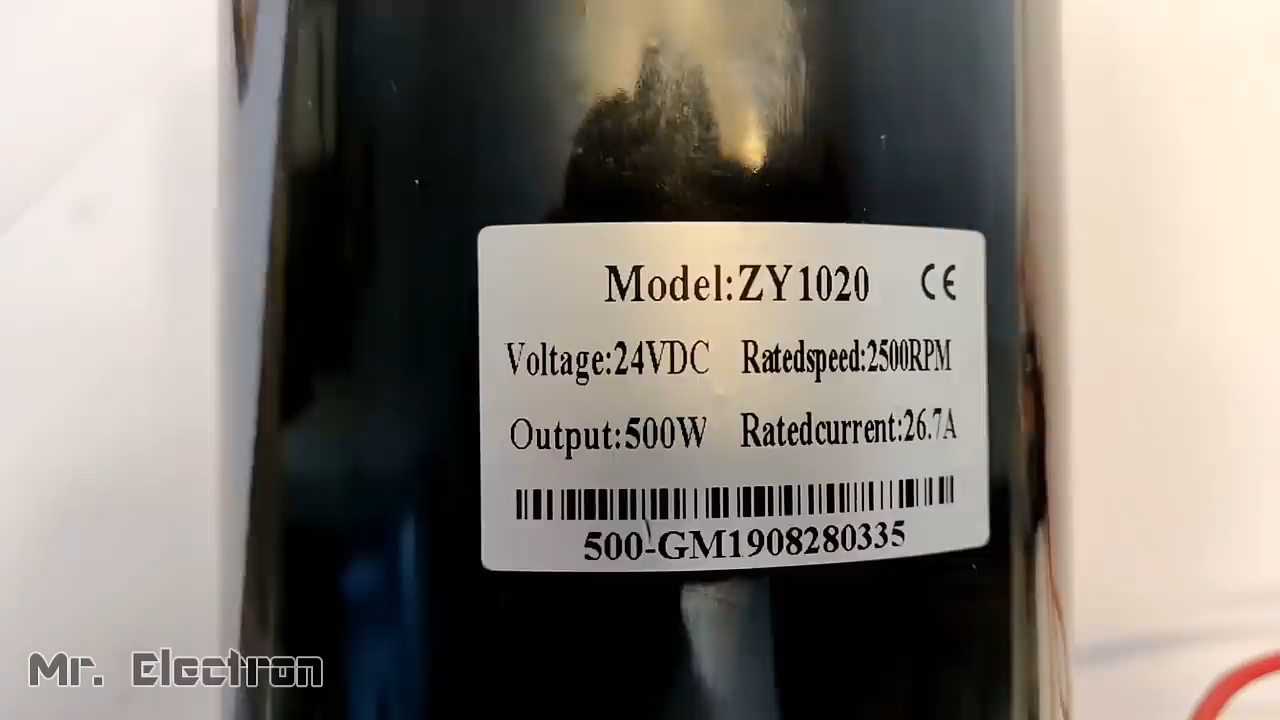 Model:ZY1020 CE
Voltage:24VDC Ratedspeed:2500RPM
Output:500W Ratedcurrent:26.7A
500-GM1908280335
Mr. Electron